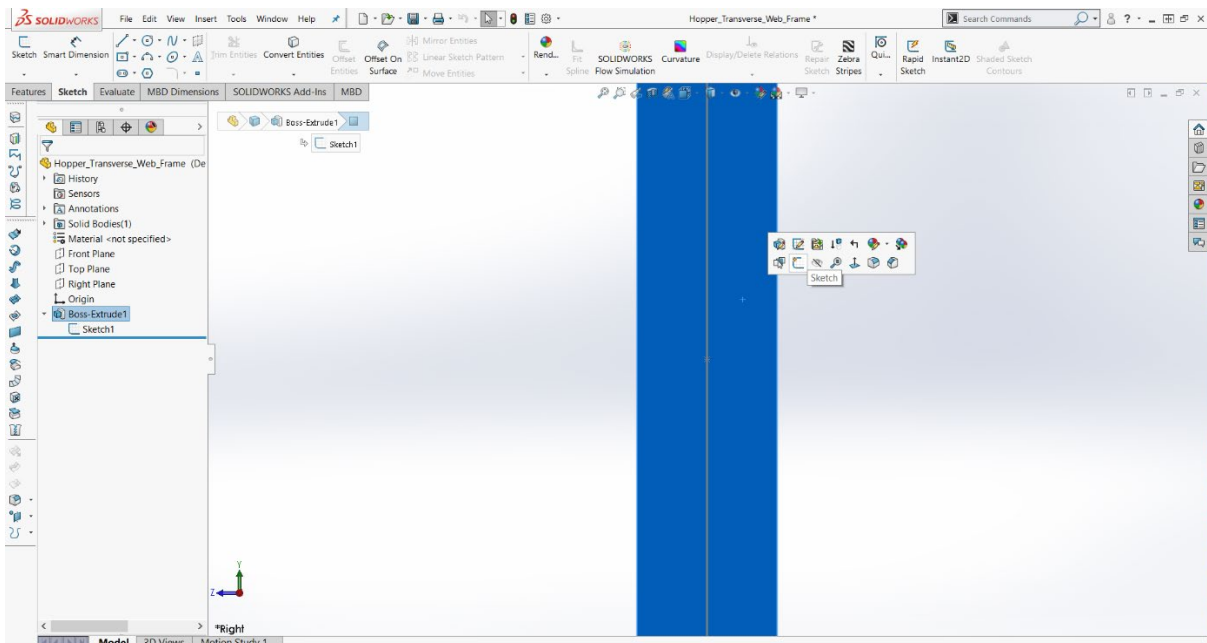 SOLIDWORKS File Edit View Insert Tools Window Help Hopper_Transverse_Web_Frame * Search Commands ?
Sketch Smart Dimension Trim Entities Convert Entities Offset Entities Offset On Surface Mirror Entities Linear Sketch Pattern Move Entities Rend... Fit Spline SOLIDWORKS Flow Simulation Curvature Display/Delete Relations Repair Sketch Zebra Stripes Qui... Rapid Sketch Instant2D Shaded Sketch Contours
Features Sketch Evaluate MBD Dimensions SOLIDWORKS Add-Ins MBD
Boss-Extrude1
Sketch1
Hopper_Transverse_Web_Frame (De
History
Sensors
Annotations
Solid Bodies(1)
Material <not specified>
Front Plane
Top Plane
Right Plane
Origin
Boss-Extrude1
Sketch1
Sketch
Y
Z
*Right
Model 3D Views Motion Study 1